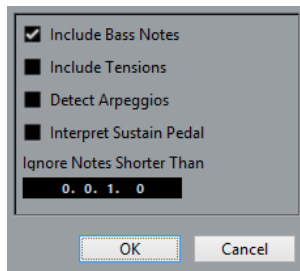 Include Bass Notes
Include Tensions
Detect Arpeggios
Interpret Sustain Pedal
Ignore Notes Shorter Than
0. 0. 1. 0
OK Cancel